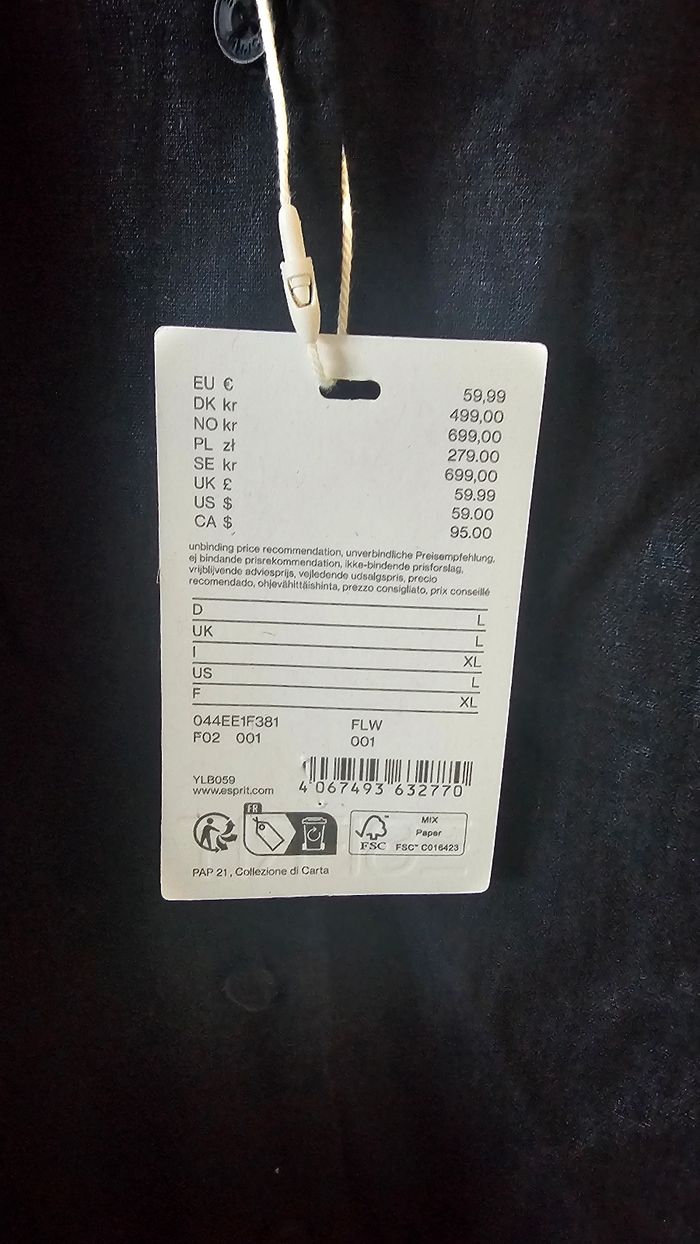 EU € 59,99
DK kr 499,00
NO kr 699,00
PL zł 279.00
SE kr 699,00
UK £ 59.99
US $ 59.00
CA $ 95.00
unbinding price recommendation, unverbindliche Preisempfehlung,
ej bindande prisrekommendation, ikke-bindende prisforslag,
vrijblijvende adviesprijs, vejledende udsalgspris, precio
recomendado, ohjevähittäishinta, prezzo consigliato, prix conseillé
D L
UK L
I XL
US L
F XL
044EE1F381 FLW
F02 001 001
YLB059
www.esprit.com
4 067493 632770
FR
FSC
MIX
Paper
FSC™ C016423
PAP 21, Collezione di Carta